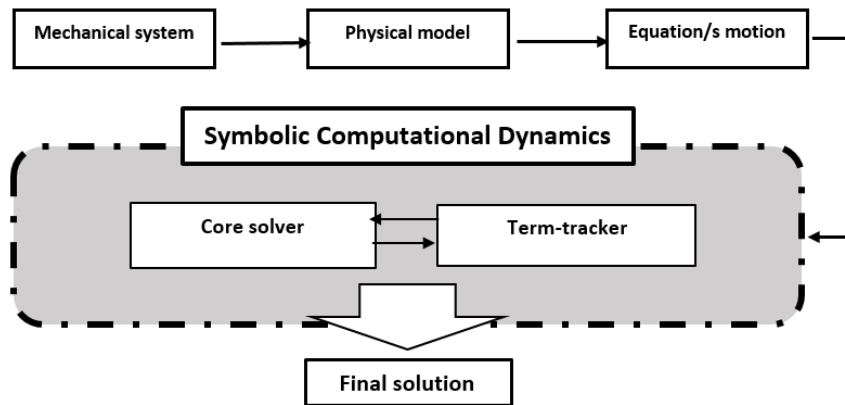 Mechanical system
Physical model
Equation/s motion
Symbolic Computational Dynamics
Core solver
Term-tracker
Final solution